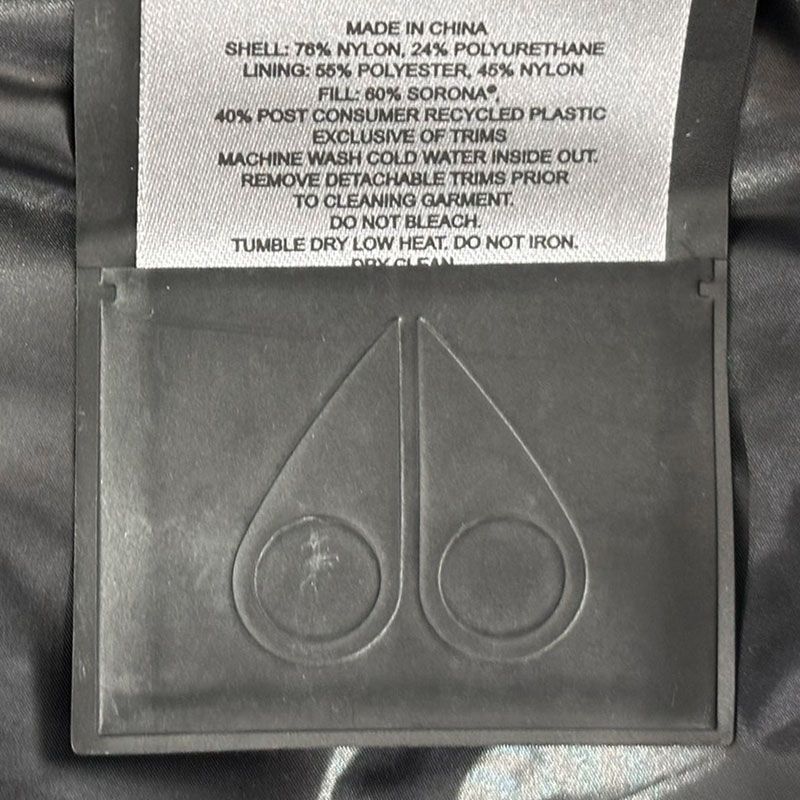 MADE IN CHINA
SHELL: 76% NYLON, 24% POLYURETHANE
LINING: 55% POLYESTER, 45% NYLON
FILL: 60% SORONA®,
40% POST CONSUMER RECYCLED PLASTIC
EXCLUSIVE OF TRIMS
MACHINE WASH COLD WATER INSIDE OUT.
REMOVE DETACHABLE TRIMS PRIOR
TO CLEANING GARMENT.
DO NOT BLEACH.
TUMBLE DRY LOW HEAT. DO NOT IRON.
DRY CLEAN